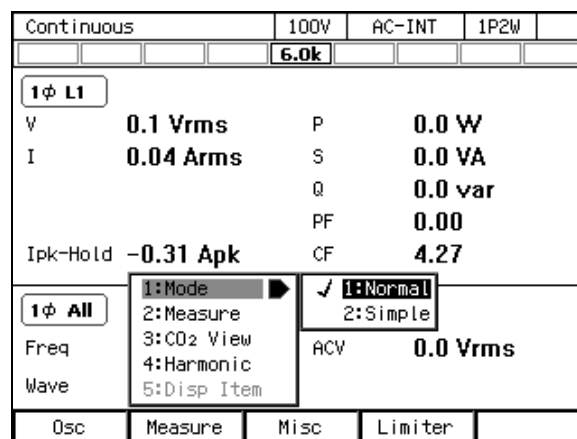 Continuous 100V AC-INT 1P2W
6.0k
1ϕ L1
V 0.1 Vrms P 0.0 W
I 0.04 Arms S 0.0 VA
Q 0.0 var
PF 0.00
Ipk-Hold -0.31 Apk CF 4.27
1:Mode
2:Measure
3:CO₂ View
4:Harmonic
5:Disp Item
1:Normal
2:Simple
1ϕ All
Freq ACV 0.0 Vrms
Wave
Osc Measure Misc Limiter